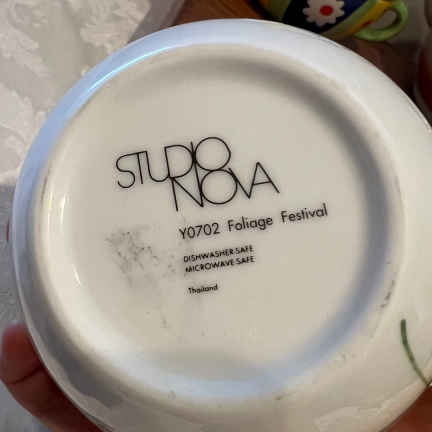 STUDIO
NOVA
Y0702 Foliage Festival
DISHWASHER SAFE
MICROWAVE SAFE
Thailand